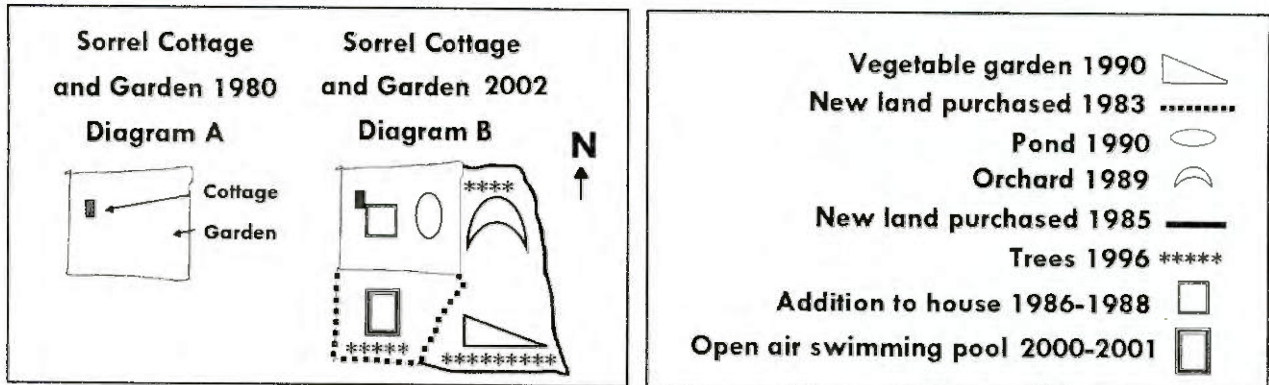 Sorrel Cottage
and Garden 1980
Diagram A
Cottage
Garden
Sorrel Cottage
and Garden 2002
Diagram B
N
Vegetable garden 1990
New land purchased 1983
Pond 1990
Orchard 1989
New land purchased 1985
Trees 1996
Addition to house 1986-1988
Open air swimming pool 2000-2001